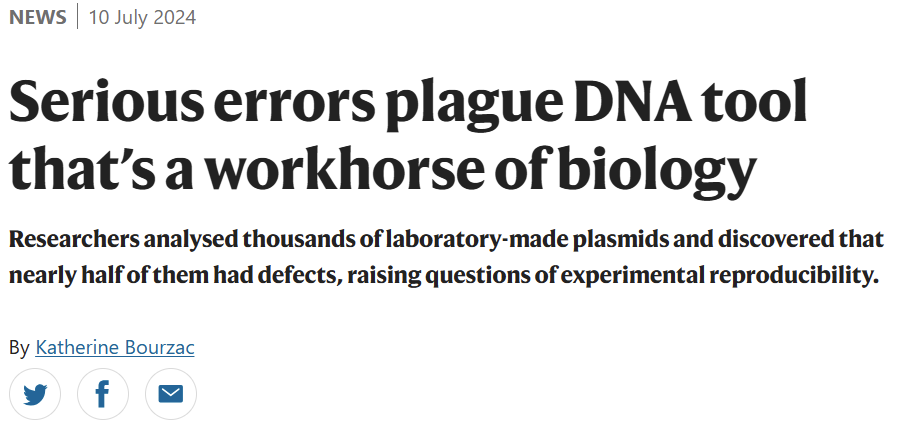 NEWS | 10 July 2024
Serious errors plague DNA tool
that’s a workhorse of biology
Researchers analysed thousands of laboratory-made plasmids and discovered that
nearly half of them had defects, raising questions of experimental reproducibility.
By Katherine Bourzac